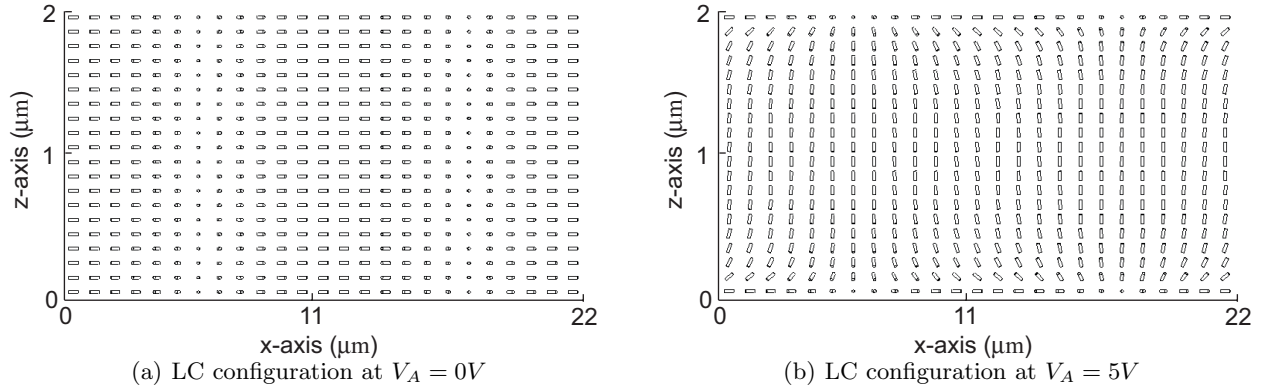 2
1
0
z-axis (μm)
0
11
22
x-axis (μm)
(a) LC configuration at V_A = 0V
2
1
0
z-axis (μm)
0
11
22
x-axis (μm)
(b) LC configuration at V_A = 5V